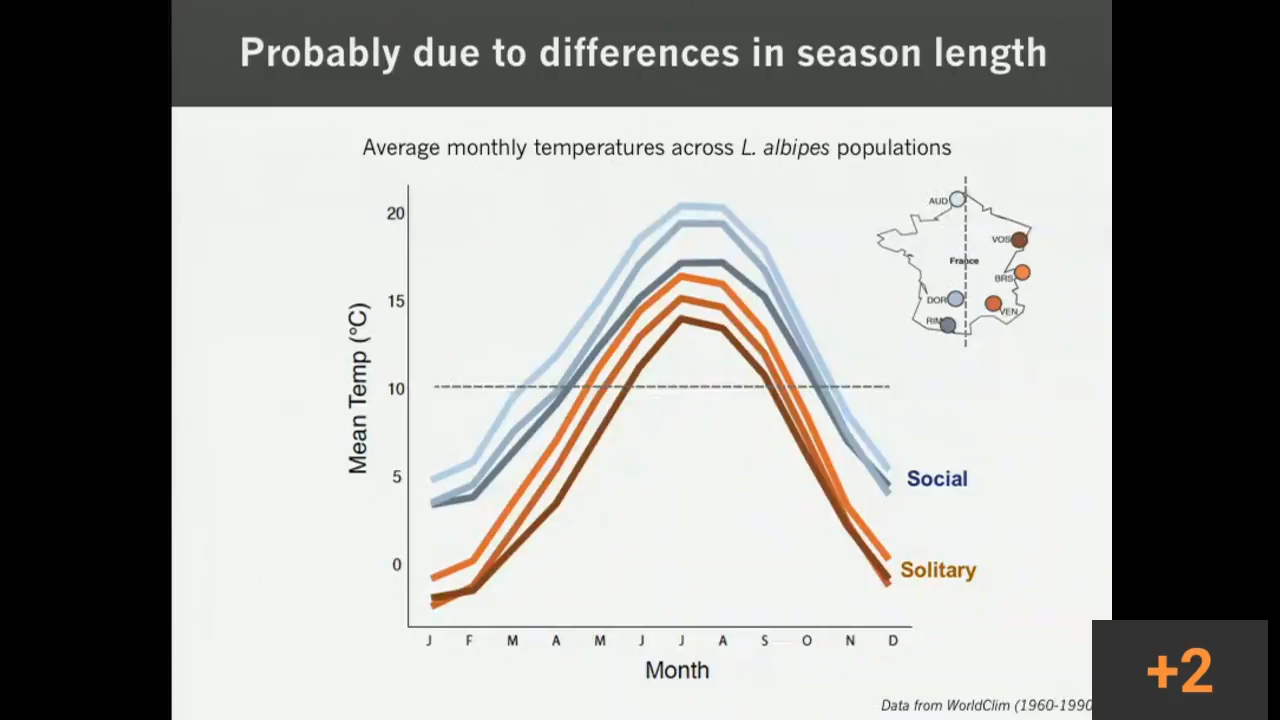 Probably due to differences in season length
Average monthly temperatures across L. albipes populations
20
15
10
5
0
Mean Temp (°C)
J F M A M J J A S O N D
Month
AUD
VOS
France
BRS
DOR
VEN
RIM
Social
Solitary
Data from WorldClim (1960-1990
+2